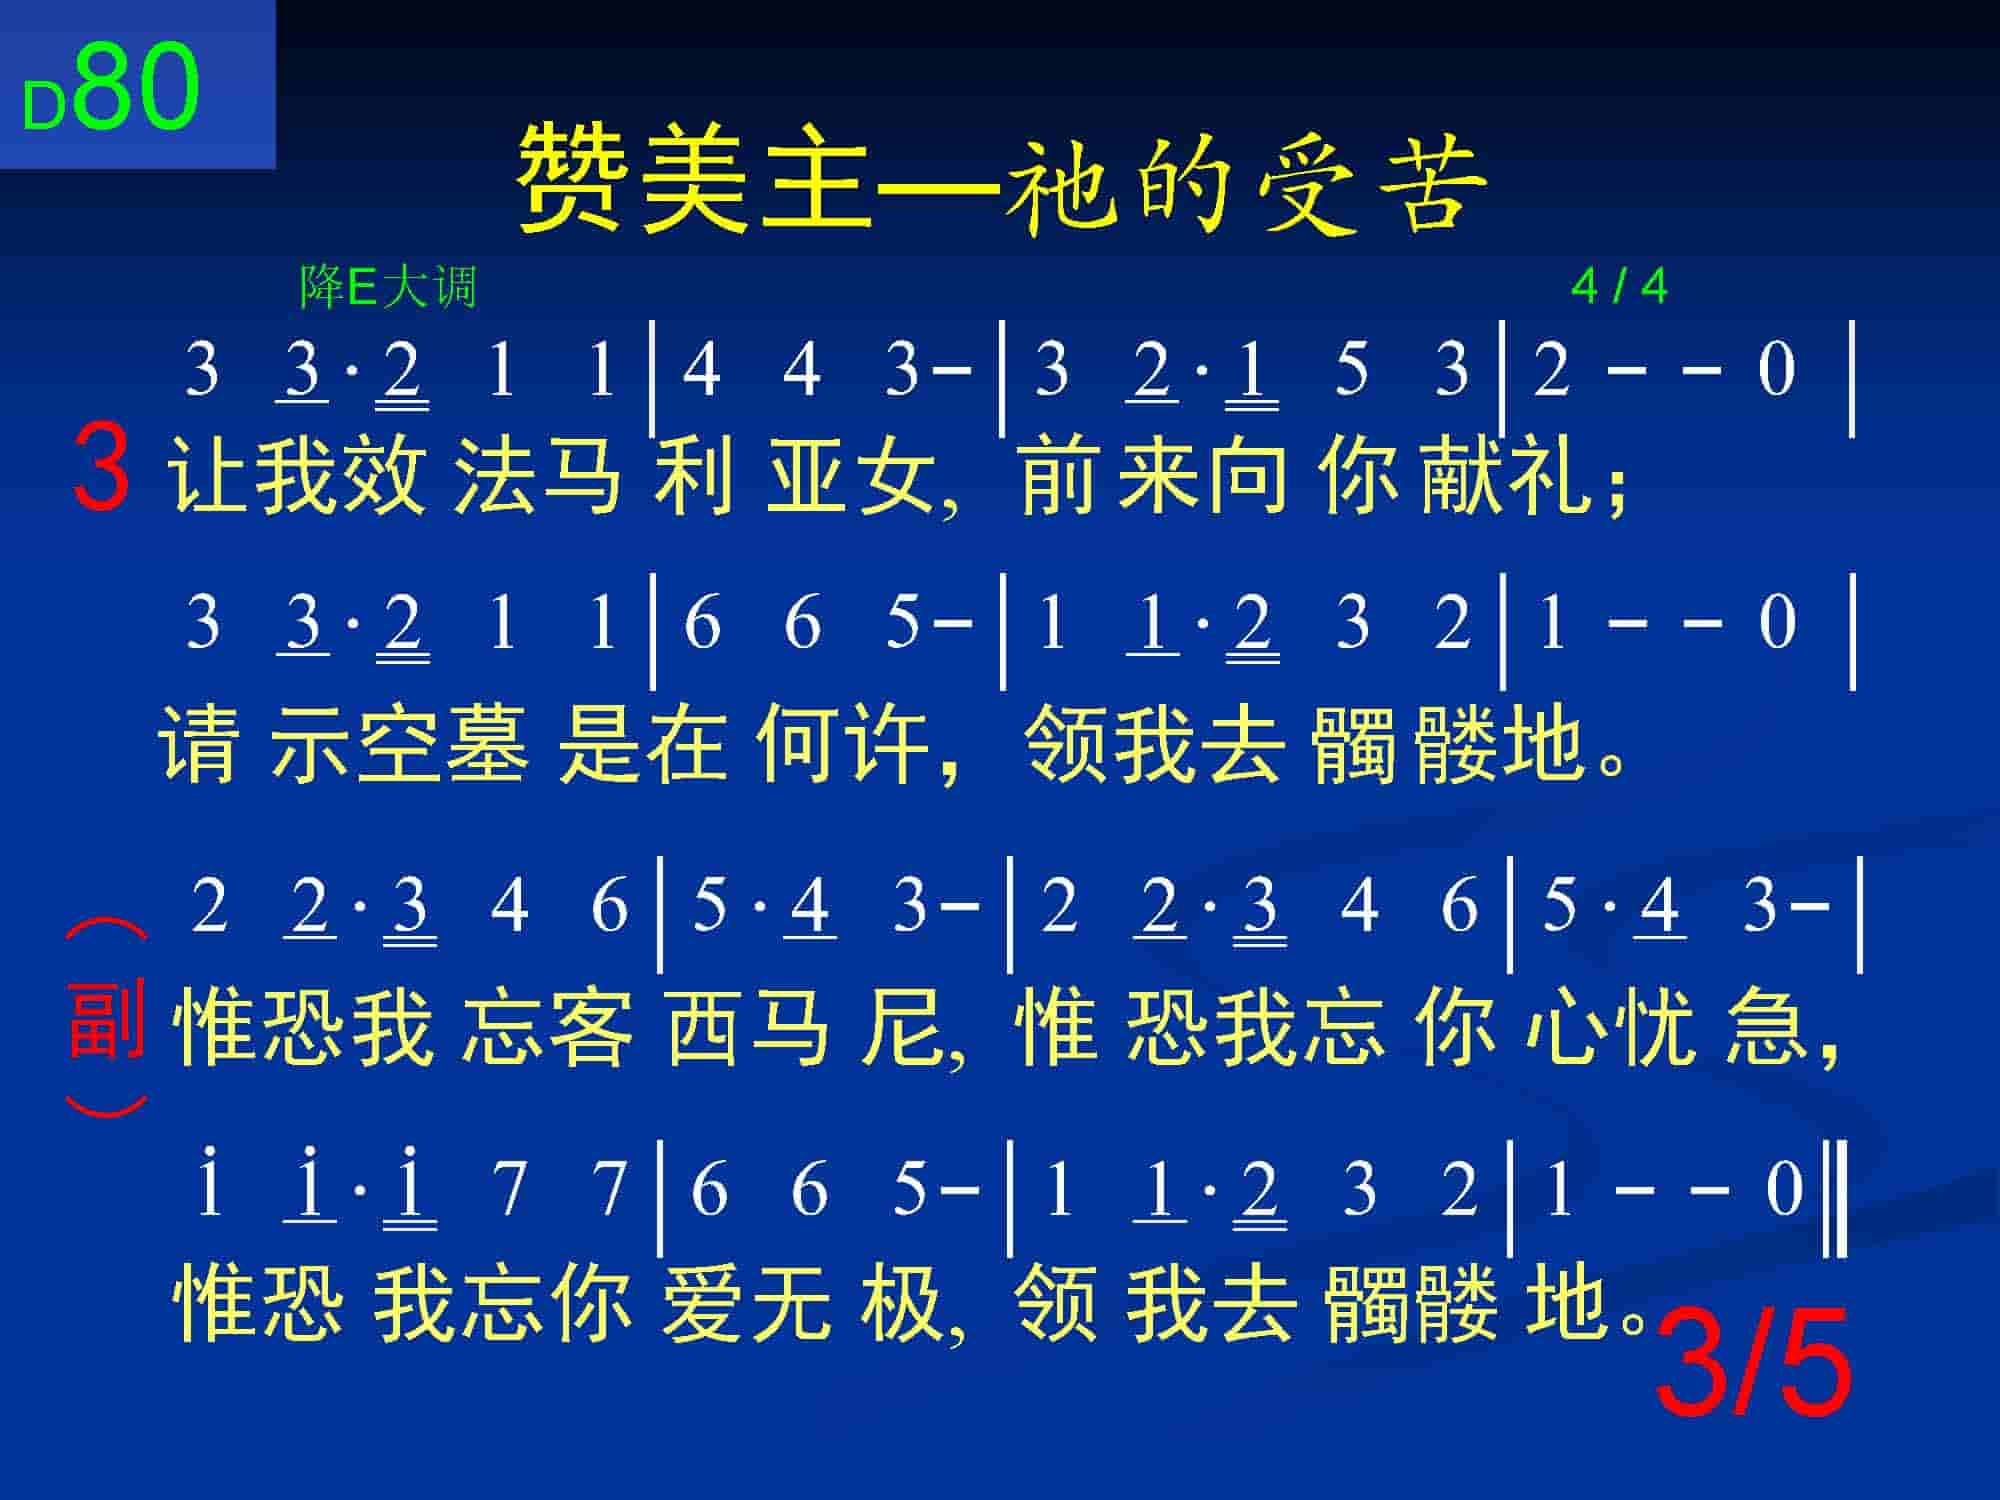 D80
赞美主—祂的受苦
降E大调 4 / 4
3 3 · 2 1 1 | 4 4 3 – | 3 2 · 1 5 3 | 2 – – 0 |
3 让我效法马利亚女, 前来向你献礼；
3 3 · 2 1 1 | 6 6 5 – | 1 1 · 2 3 2 | 1 – – 0 |
请示空墓是在何许， 领我去髑髅地。
2 2 · 3 4 6 | 5 · 4 3 – | 2 2 · 3 4 6 | 5 · 4 3 – |
（副） 惟恐我忘客西马尼, 惟恐我忘你心忧急，
i i · i 7 7 | 6 6 5 – | 1 1 · 2 3 2 | 1 – – 0 ‖
惟恐我忘你爱无极, 领我去髑髅地。
3/5